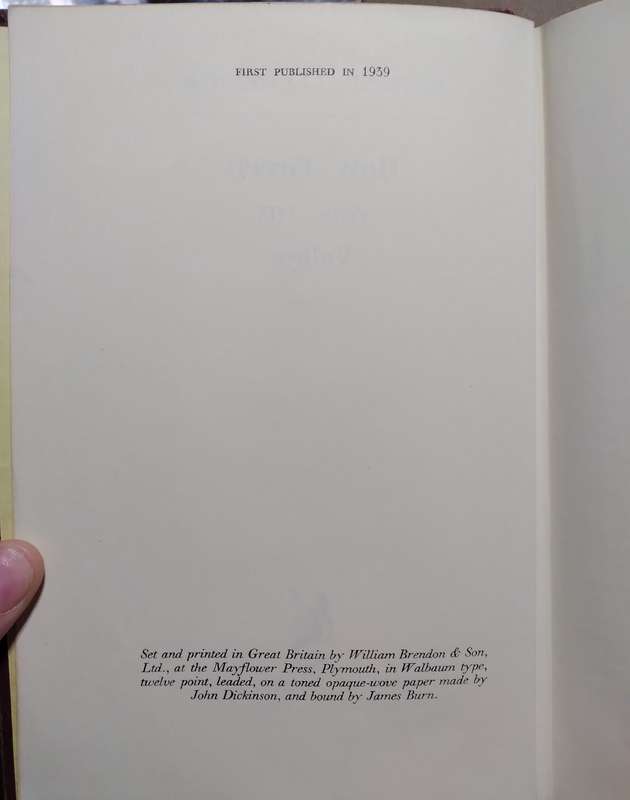 FIRST PUBLISHED IN 1939
Set and printed in Great Britain by William Brendon & Son,
Ltd., at the Mayflower Press, Plymouth, in Walbaum type,
twelve point, leaded, on a toned opaque-wove paper made by
John Dickinson, and bound by James Burn.